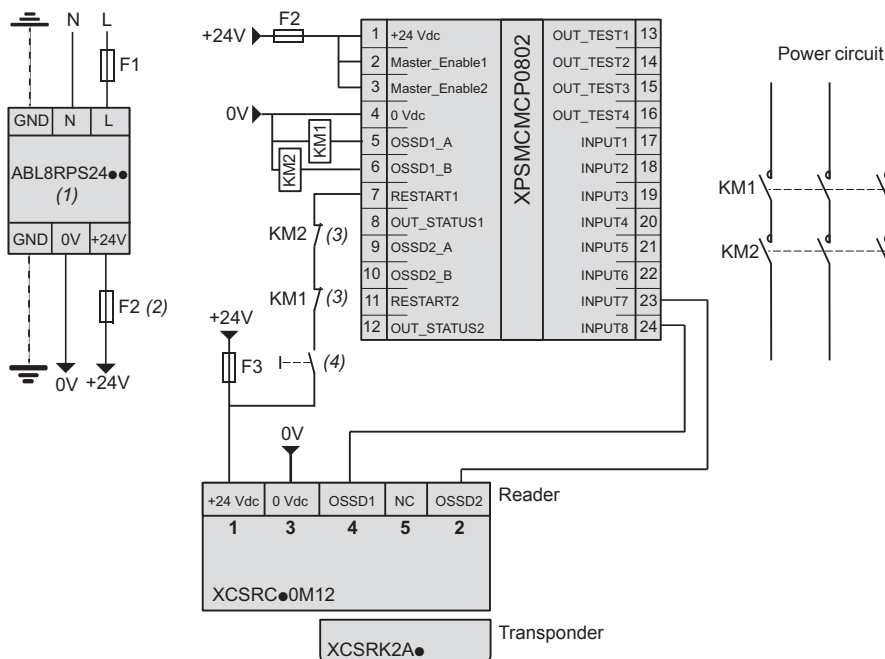 N L
F1
GND N L
ABL8RPS24●●
(1)
GND 0V +24V
F2 (2)
0V +24V
+24V
F2
0V
KM1
KM2
XPSMCMCP0802
1 +24 Vdc
2 Master_Enable1
3 Master_Enable2
4 0 Vdc
5 OSSD1_A
6 OSSD1_B
7 RESTART1
8 OUT_STATUS1
9 OSSD2_A
10 OSSD2_B
11 RESTART2
12 OUT_STATUS2
OUT_TEST1 13
OUT_TEST2 14
OUT_TEST3 15
OUT_TEST4 16
INPUT1 17
INPUT2 18
INPUT3 19
INPUT4 20
INPUT5 21
INPUT6 22
INPUT7 23
INPUT8 24
KM2 (3)
KM1 (3)
(4)
+24V
F3
0V
Power circuit
KM1
KM2
+24 Vdc 0 Vdc OSSD1 NC OSSD2
1 3 4 5 2
Reader
XCSRC●0M12
Transponder
XCSRK2A●